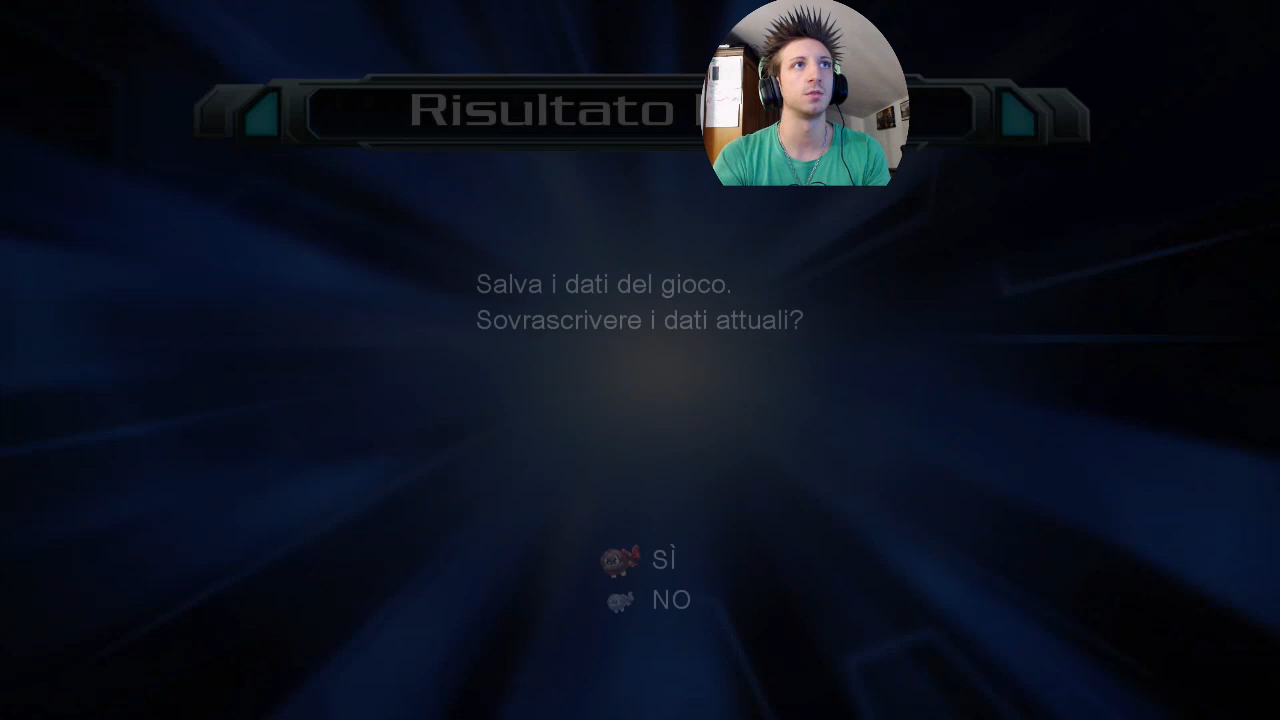 Risultato
Salva i dati del gioco.
Sovrascrivere i dati attuali?
SÌ
NO